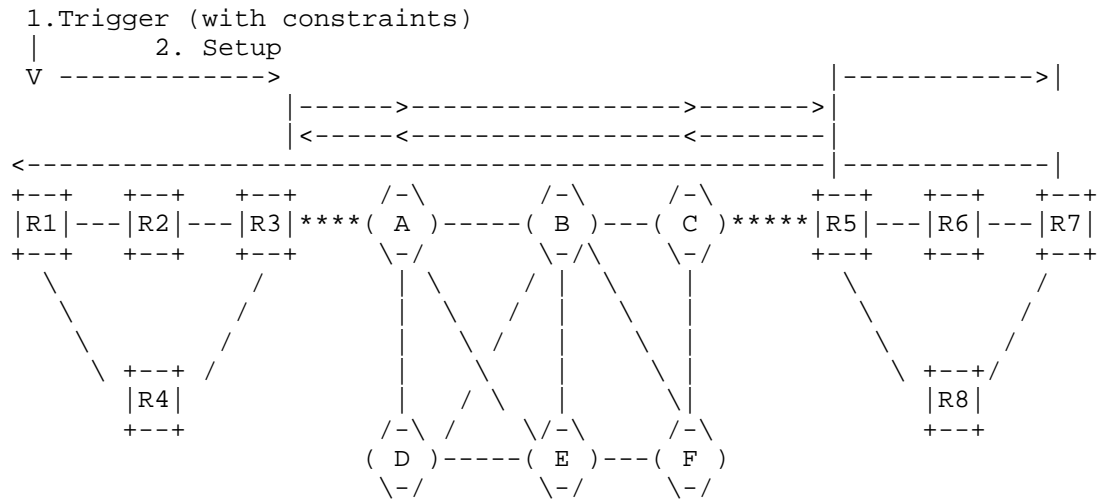 1.Trigger (with constraints)
2. Setup
V
R1 R2 R3 A B C R5 R6 R7
R4 R8
D E F